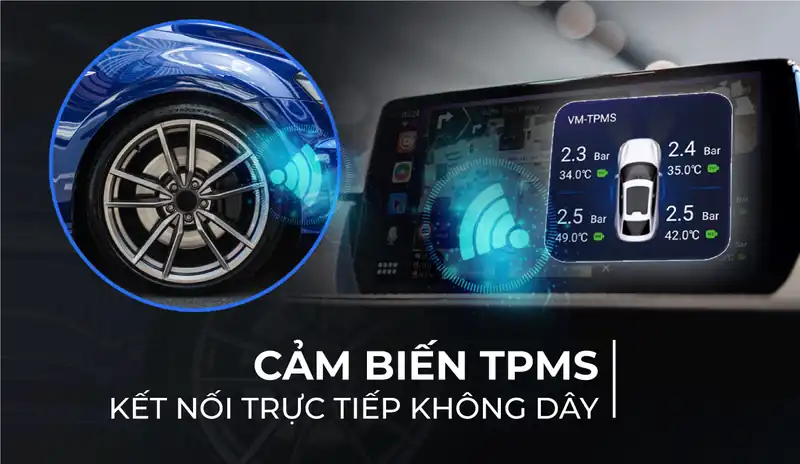 VM-TPMS
2.3 Bar
34.0℃
2.4 Bar
35.0℃
2.5 Bar
49.0℃
2.5 Bar
42.0℃
CẢM BIẾN TPMS
KẾT NỐI TRỰC TIẾP KHÔNG DÂY